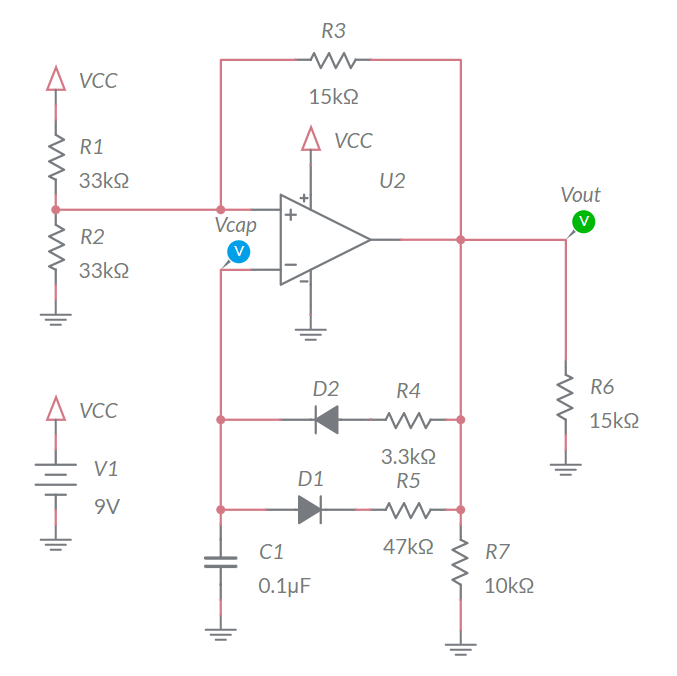 R3
15kΩ
VCC
VCC
R1
33kΩ
U2
+
+
Vout
V
Vcap
V
R2
33kΩ
−
−
D2
R4
3.3kΩ
R6
15kΩ
VCC
V1
9V
D1
R5
47kΩ
C1
0.1µF
R7
10kΩ